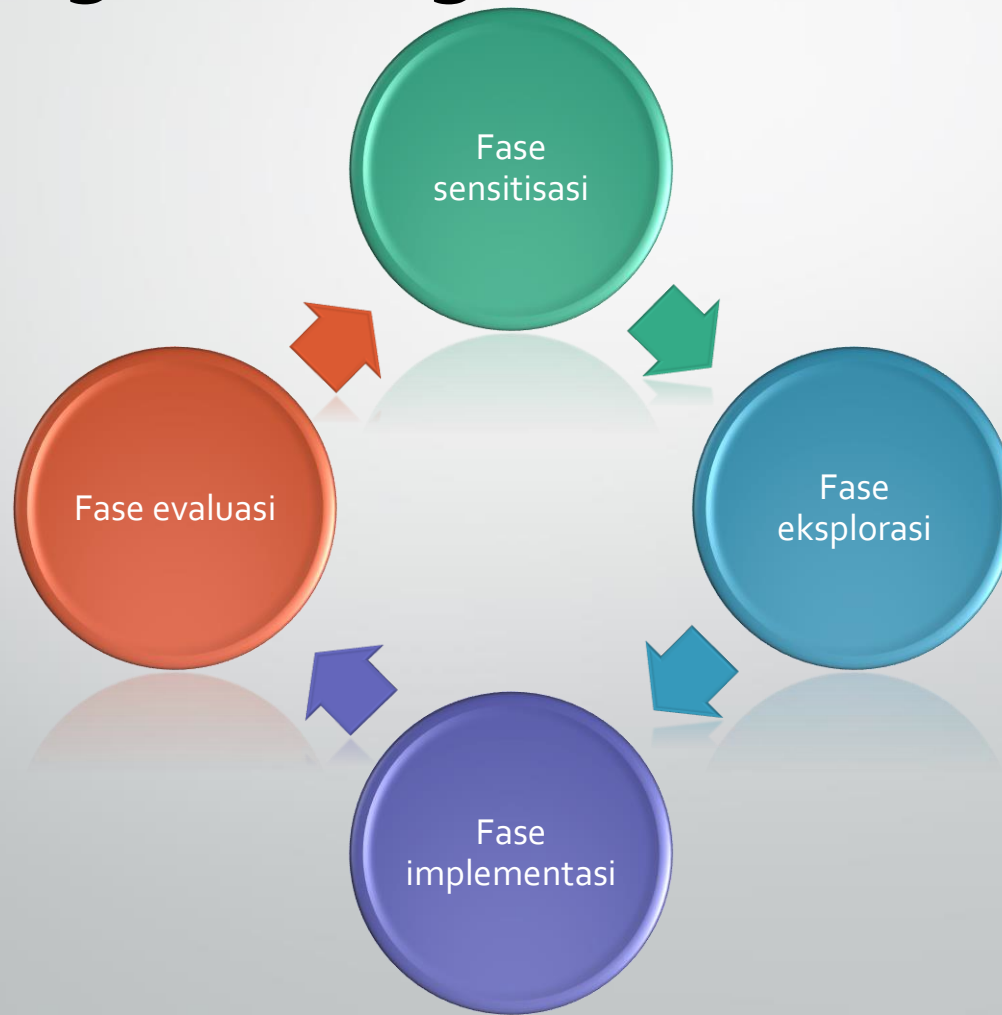 Fase
sensitisasi
Fase
eksplorasi
Fase
implementasi
Fase evaluasi